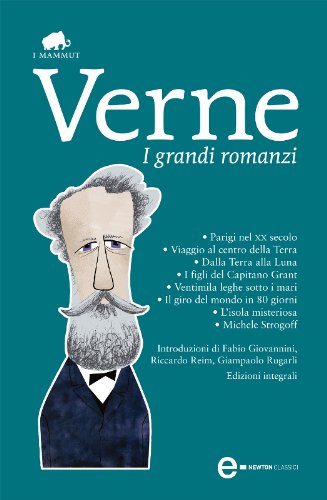 I MAMMUT
Verne
I grandi romanzi
• Parigi nel XX secolo
• Viaggio al centro della Terra
• Dalla Terra alla Luna
• I figli del Capitano Grant
• Ventimila leghe sotto i mari
• Il giro del mondo in 80 giorni
• L'isola misteriosa
• Michele Strogoff
Introduzioni di Fabio Giovannini,
Riccardo Reim, Giampaolo Rugarli
Edizioni integrali
e NEWTON CLASSICI